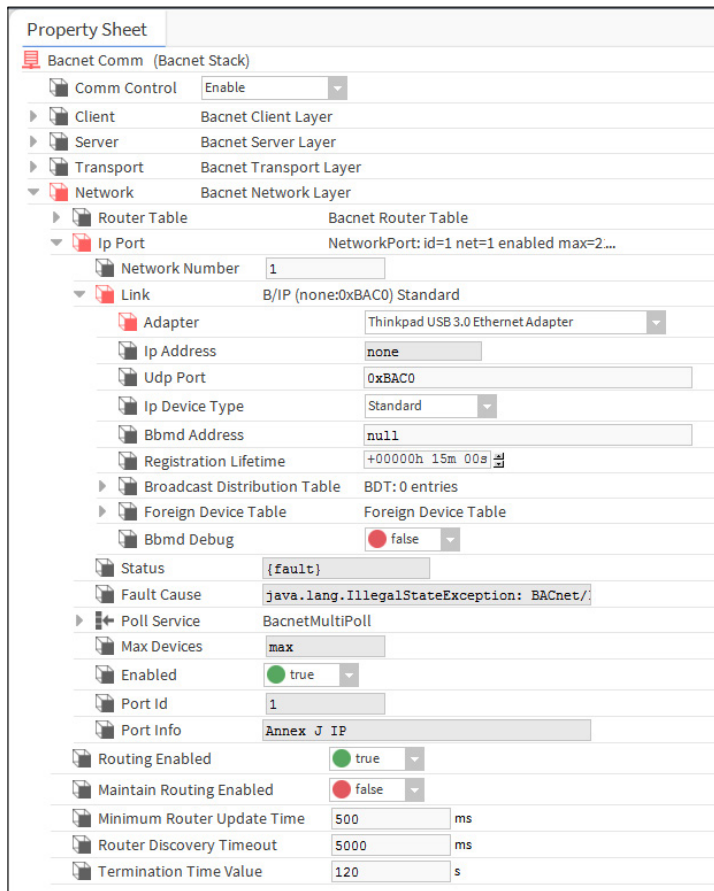 Property Sheet
Bacnet Comm (Bacnet Stack)
Comm Control Enable
Client Bacnet Client Layer
Server Bacnet Server Layer
Transport Bacnet Transport Layer
Network Bacnet Network Layer
Router Table Bacnet Router Table
Ip Port NetworkPort: id=1 net=1 enabled max=2:...
Network Number 1
Link B/IP (none:0xBAC0) Standard
Adapter Thinkpad USB 3.0 Ethernet Adapter
Ip Address none
Udp Port 0xBAC0
Ip Device Type Standard
Bbmd Address null
Registration Lifetime +00000h 15m 00s
Broadcast Distribution Table BDT: 0 entries
Foreign Device Table Foreign Device Table
Bbmd Debug false
Status {fault}
Fault Cause java.lang.IllegalStateException: BACnet/
Poll Service BacnetMultiPoll
Max Devices max
Enabled true
Port Id 1
Port Info Annex J IP
Routing Enabled true
Maintain Routing Enabled false
Minimum Router Update Time 500 ms
Router Discovery Timeout 5000 ms
Termination Time Value 120 s